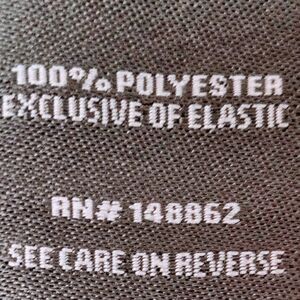 100% POLYESTER
EXCLUSIVE OF ELASTIC
RN# 148862
SEE CARE ON REVERSE